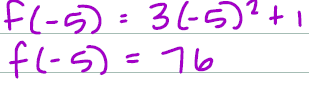 f(-5) = 3(-5)² + 1
f(-5) = 76